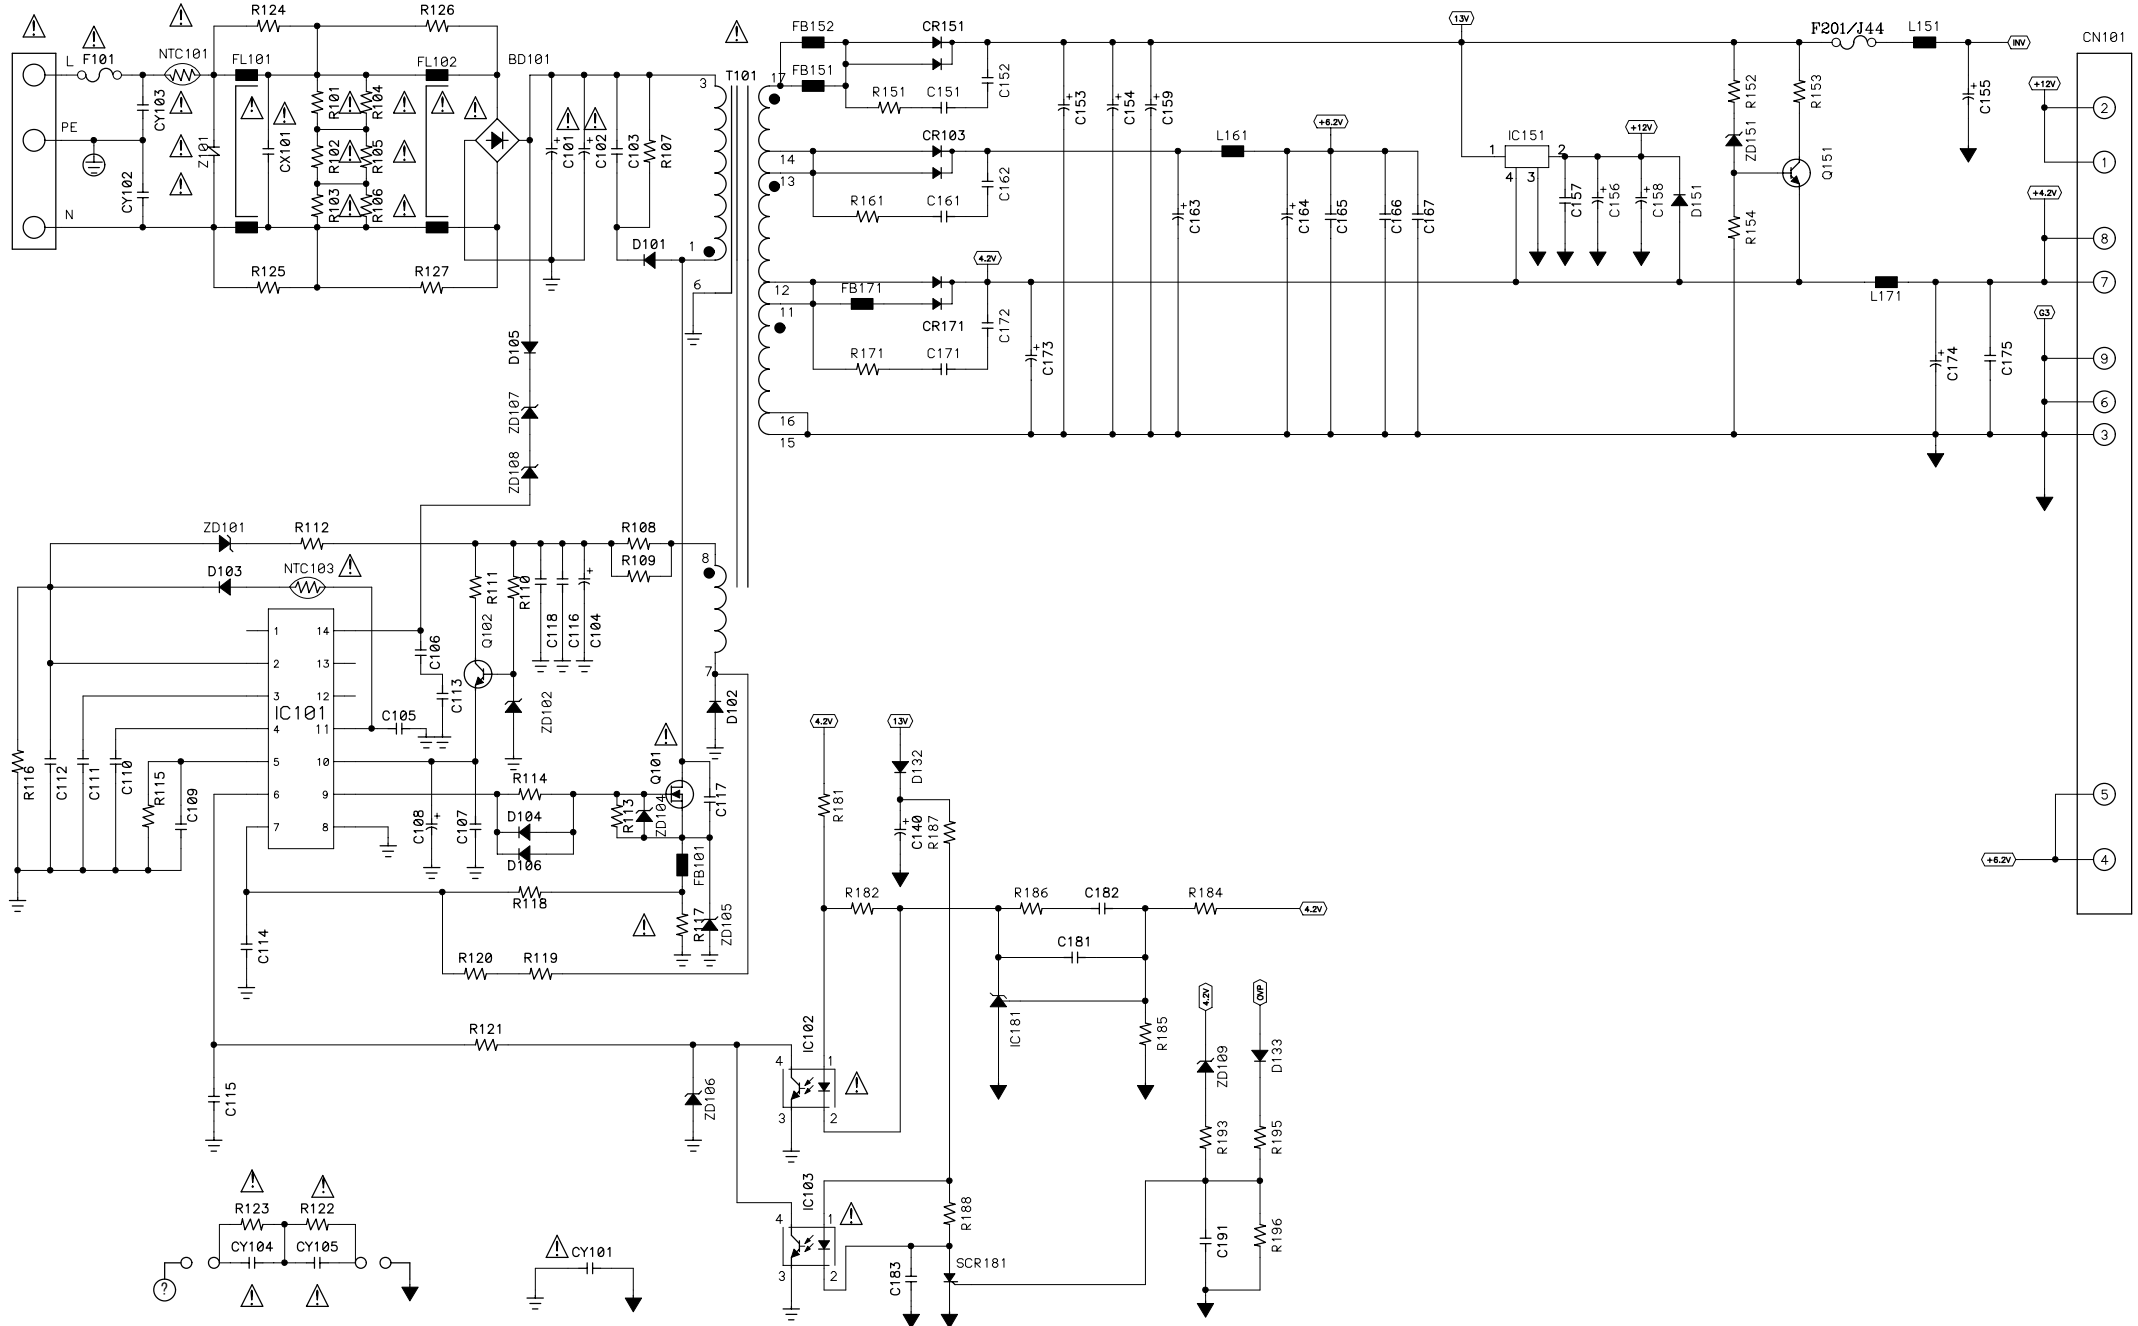 R124
R126
F201/J44
L151
CN101
13V
FB152
CR151
INV
NTC101
L
F101
FL101
FL102
BD101
T101
3
17
FB151
R151
C151
C152
C153
C154
C159
R152
R153
C155
+12V
2
1
CY103
PE
Z101
CX101
R101
R104
R102
R105
R103
R106
C101
C102
C103
R107
CY102
N
14
13
CR103
L161
+6.2V
IC151
+12V
1
2
4
3
ZD151
Q151
R161
C161
C162
C163
C164
C165
C166
C167
C157
C156
C158
D151
R154
+4.2V
8
7
R125
R127
D101
1
6
12
11
4.2V
FB171
CR171
C172
R171
C171
C173
L171
C174
C175
G3
9
6
3
16
15
D105
ZD107
ZD108
ZD101
R112
R108
R109
8
D103
NTC103
R111
R110
C118
C116
C104
Q102
1
14
2
13
3
12
IC101
4
11
5
10
6
9
7
8
C106
C113
C105
ZD102
7
D102
Q101
R116
C112
C111
C110
R115
C109
C108
C107
R114
D104
D106
R113
ZD104
C117
FB101
R118
R117
ZD105
C114
R120
R119
4.2V
13V
D132
R181
C140
R187
5
+6.2V
4
R182
R186
C182
R184
4.2V
C181
IC181
R185
4.2V
OVP
ZD109
D133
R121
IC102
4
1
3
2
C115
ZD106
R193
R195
IC103
4
1
3
2
R188
C183
SCR181
C191
R196
R123
R122
CY104
CY105
?
CY101